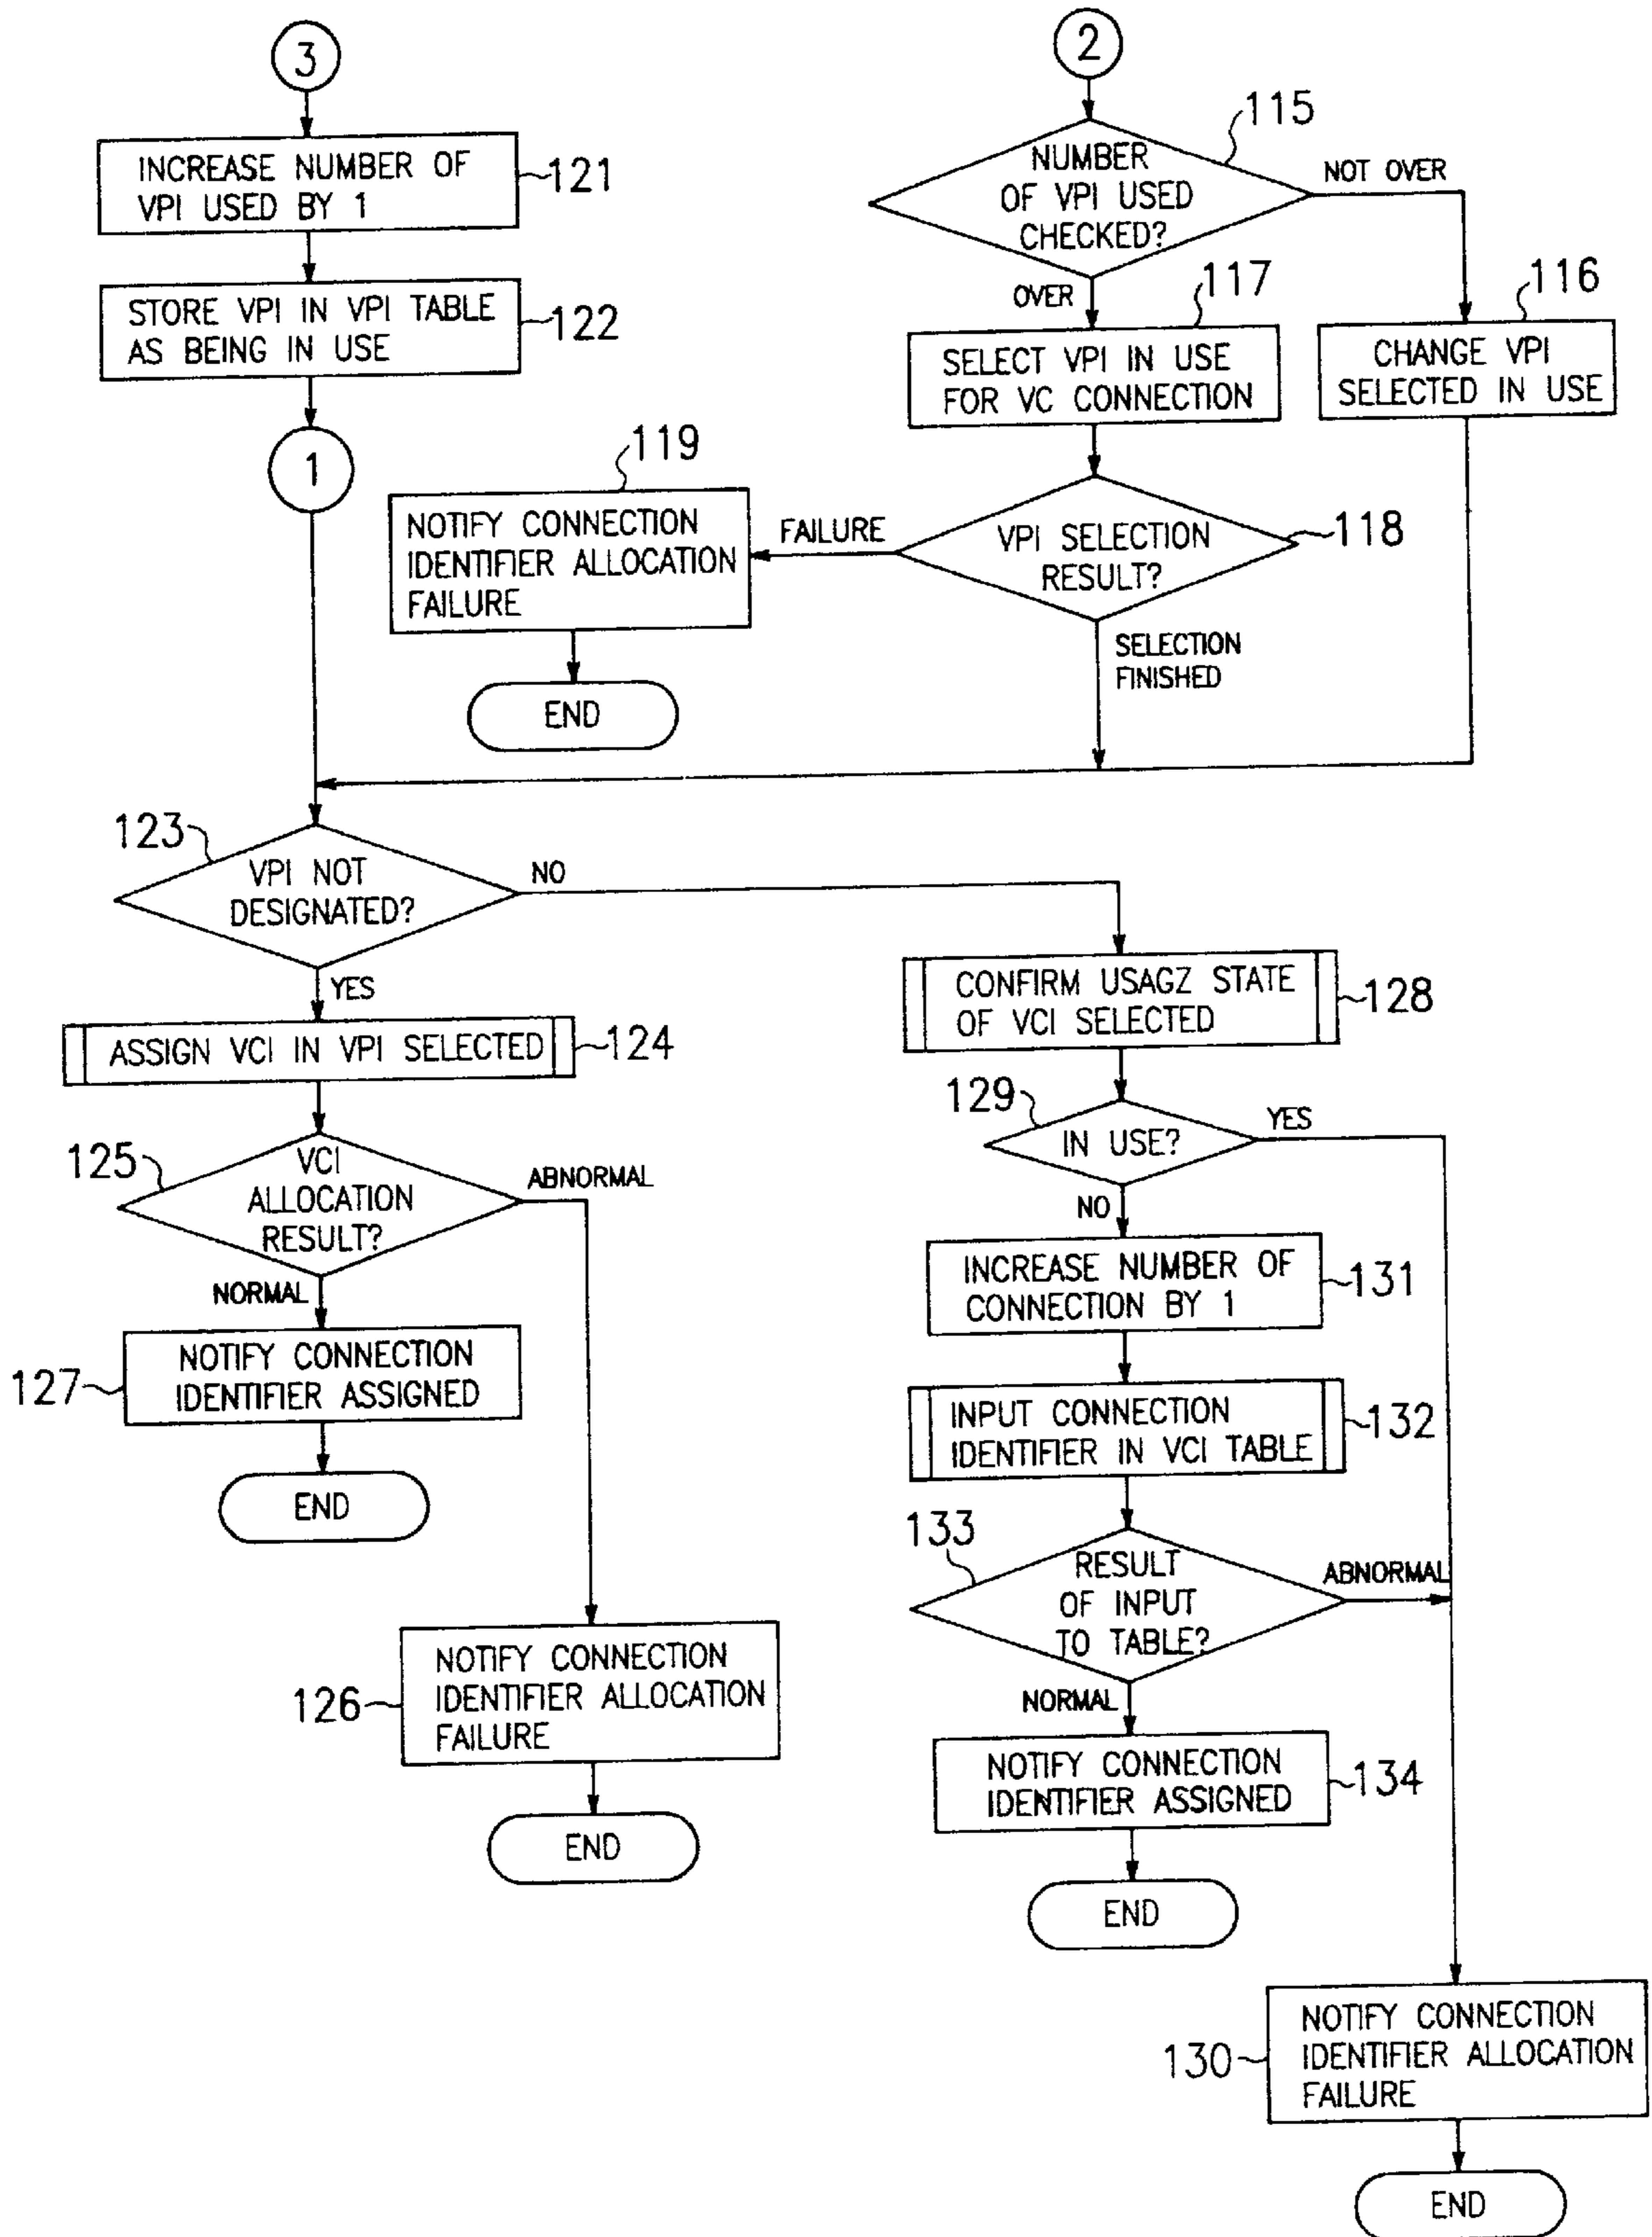 3
INCREASE NUMBER OF
VPI USED BY 1
121
STORE VPI IN VPI TABLE
AS BEING IN USE
122
1
2
115
NUMBER
OF VPI USED
CHECKED?
NOT OVER
OVER
117
SELECT VPI IN USE
FOR VC CONNECTION
116
CHANGE VPI
SELECTED IN USE
119
NOTIFY CONNECTION
IDENTIFIER ALLOCATION
FAILURE
FAILURE
VPI SELECTION
RESULT?
118
SELECTION
FINISHED
END
123
VPI NOT
DESIGNATED?
NO
YES
ASSIGN VCI IN VPI SELECTED
124
125
VCI
ALLOCATION
RESULT?
ABNORMAL
NORMAL
127
NOTIFY CONNECTION
IDENTIFIER ASSIGNED
END
126
NOTIFY CONNECTION
IDENTIFIER ALLOCATION
FAILURE
END
CONFIRM USAGZ STATE
OF VCI SELECTED
128
129
IN USE?
YES
NO
INCREASE NUMBER OF
CONNECTION BY 1
131
INPUT CONNECTION
IDENTIFIER IN VCI TABLE
132
133
RESULT
OF INPUT
TO TABLE?
ABNORMAL
NORMAL
NOTIFY CONNECTION
IDENTIFIER ASSIGNED
134
END
130
NOTIFY CONNECTION
IDENTIFIER ALLOCATION
FAILURE
END